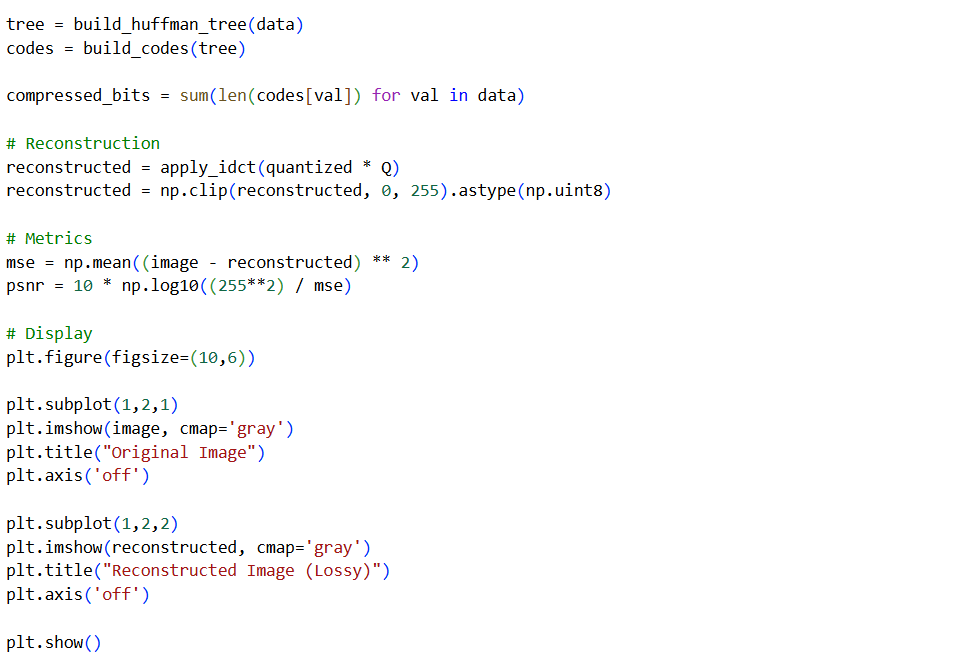 tree = build_huffman_tree(data)
codes = build_codes(tree)
compressed_bits = sum(len(codes[val]) for val in data)
# Reconstruction
reconstructed = apply_idct(quantized * Q)
reconstructed = np.clip(reconstructed, 0, 255).astype(np.uint8)
# Metrics
mse = np.mean((image - reconstructed) ** 2)
psnr = 10 * np.log10((255**2) / mse)
# Display
plt.figure(figsize=(10,6))
plt.subplot(1,2,1)
plt.imshow(image, cmap='gray')
plt.title("Original Image")
plt.axis('off')
plt.subplot(1,2,2)
plt.imshow(reconstructed, cmap='gray')
plt.title("Reconstructed Image (Lossy)")
plt.axis('off')
plt.show()